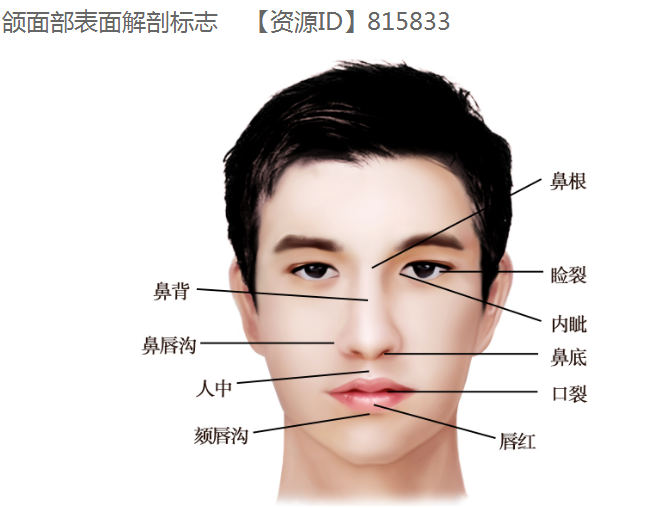 颌面部表面解剖标志 【资源ID】815833
鼻根
睑裂
鼻背
内眦
鼻唇沟
鼻底
人中
口裂
颏唇沟
唇红